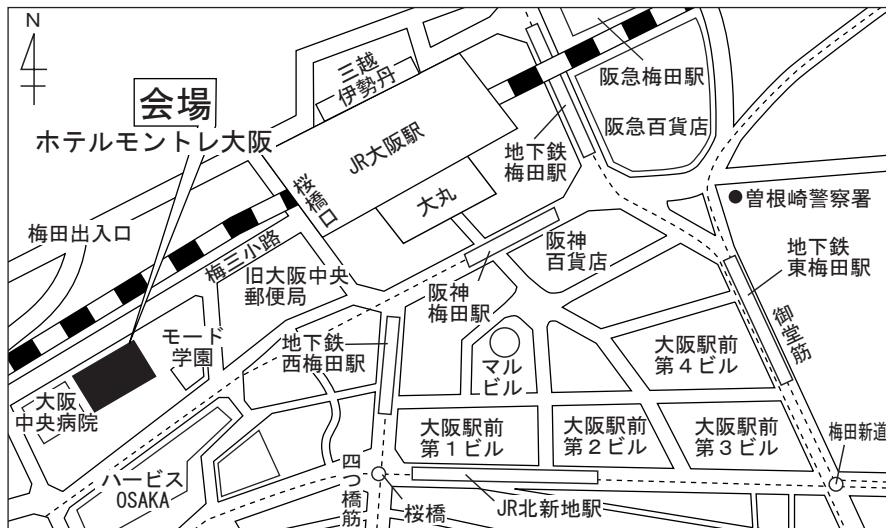 N
三越
伊勢丹
会場
ホテルモントレ大阪
JR大阪駅
阪急梅田駅
阪急百貨店
地下鉄
梅田駅
桜橋口
大丸
曽根崎警察署
梅田出入口
梅三小路
旧大阪中央
郵便局
阪神
百貨店
阪神
梅田駅
地下鉄
東梅田駅
御堂筋
モード
学園
地下鉄
西梅田駅
マル
ビル
大阪駅前
第4ビル
大阪
中央病院
大阪駅前
第1ビル
大阪駅前
第2ビル
大阪駅前
第3ビル
梅田新道
ハービス
OSAKA
四つ橋筋
桜橋
JR北新地駅